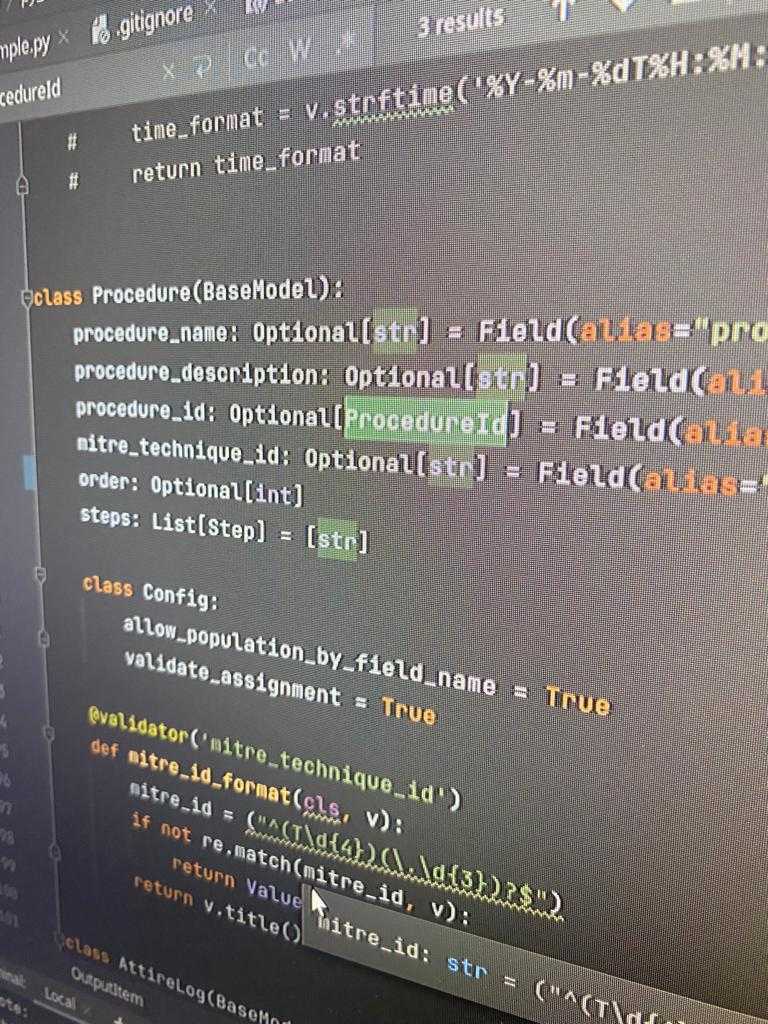 mple.py × .gitignore ×
cedureId × Cc W .* 3 results
# time_format = v.strftime('%Y-%m-%dT%H:%M:
# return time_format
class Procedure(BaseModel):
procedure_name: Optional[str] = Field(alias="pro
procedure_description: Optional[str] = Field(ali
procedure_id: Optional[ProcedureId] = Field(alia
mitre_technique_id: Optional[str] = Field(alias="
order: Optional[int]
steps: List[Step] = [str]
class Config:
allow_population_by_field_name = True
validate_assignment = True
@validator('mitre_technique_id')
def mitre_id_format(cls, v):
mitre_id = ("^(T\d{4})(\.\d{3})?$")
if not re.match(mitre_id, v):
return Value
return v.title()
mitre_id: str = ("^(T\d{
class AttireLog(BaseMod
OutputItem
minal: Local ×
ote: